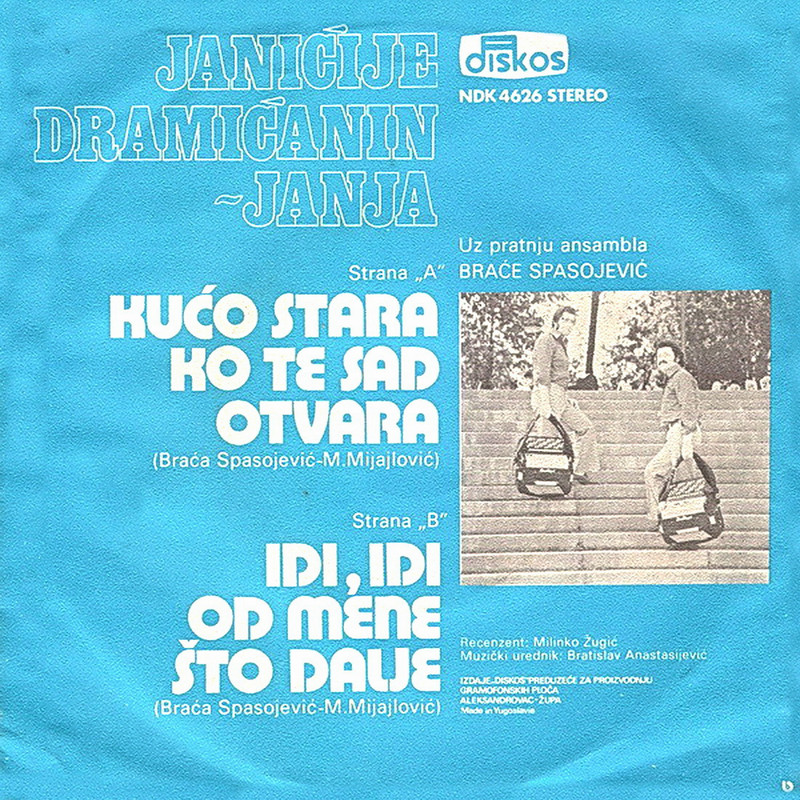 JANIĆIJE
DRAMIĆANIN
~JANJA
diskos
NDK 4626 STEREO
Uz pratnju ansambla
BRAĆE SPASOJEVIĆ
Strana „A”
KUĆO STARA
KO TE SAD
OTVARA
(Braća Spasojević-M.Mijajlović)
Strana „B”
IDI, IDI
OD MENE
ŠTO DALJE
(Braća Spasojević-M.Mijajlović)
Recenzent: Milinko Žugić
Muzički urednik: Bratislav Anastasijević
IZDAJE „DISKOS” PREDUZEĆE ZA PROIZVODNJU
GRAMOFONSKIH PLOČA
ALEKSANDROVAC-ŽUPA
Made in Yugoslavia